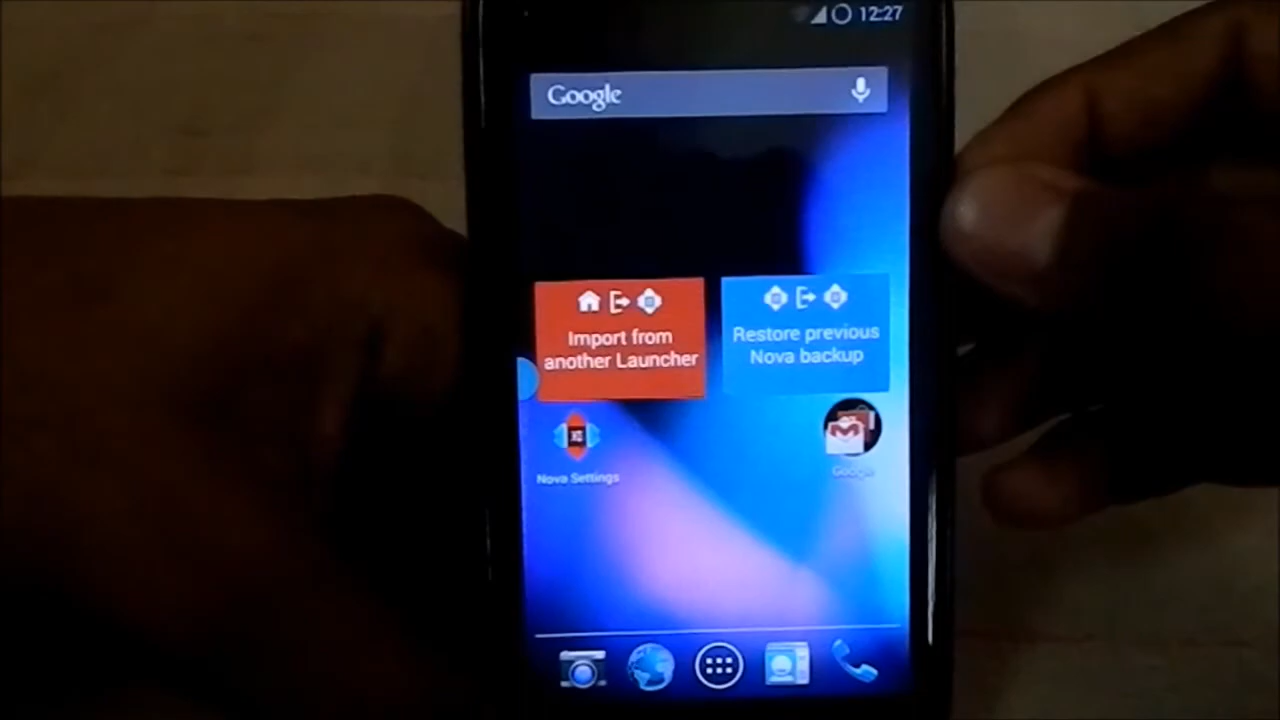 12:27
Google
Import from
another Launcher
Restore previous
Nova backup
Nova Settings
Google